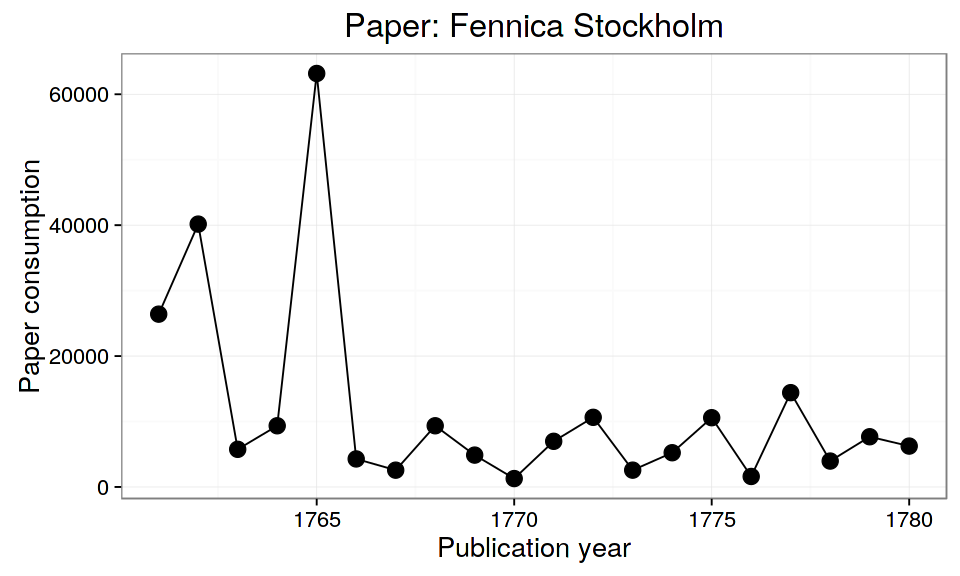 Paper: Fennica Stockholm
Paper consumption
60000
40000
20000
0
1765 1770 1775 1780
Publication year